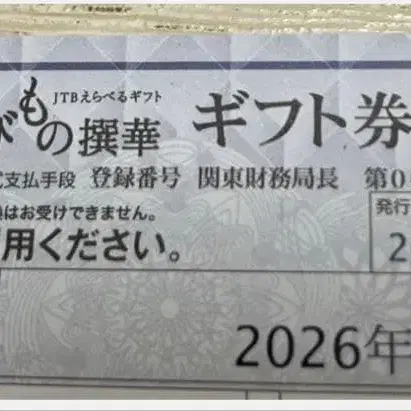 JTBえらべるギフト
びもの撰華 ギフト券
式支払手段 登録番号 関東財務局長 第0
はお受けできません。
用ください。
発行
2
2026年